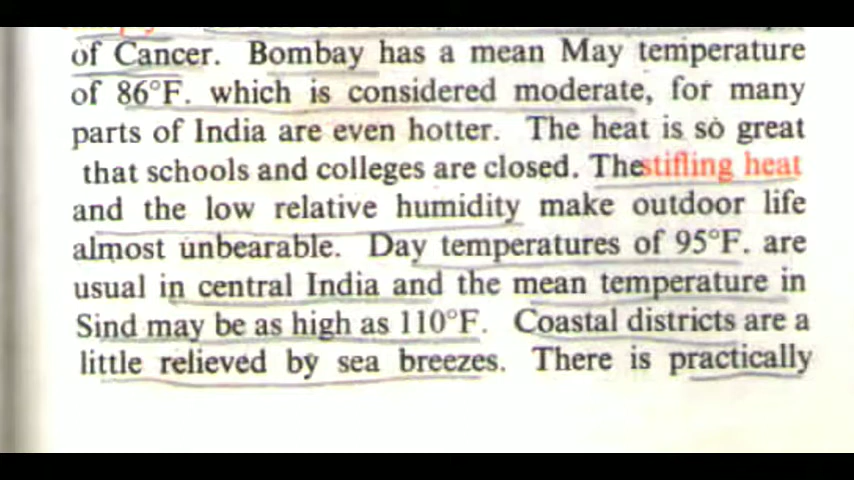 of Cancer. Bombay has a mean May temperature
of 86°F. which is considered moderate, for many
parts of India are even hotter. The heat is so great
that schools and colleges are closed. The stifling heat
and the low relative humidity make outdoor life
almost unbearable. Day temperatures of 95°F. are
usual in central India and the mean temperature in
Sind may be as high as 110°F. Coastal districts are a
little relieved by sea breezes. There is practically